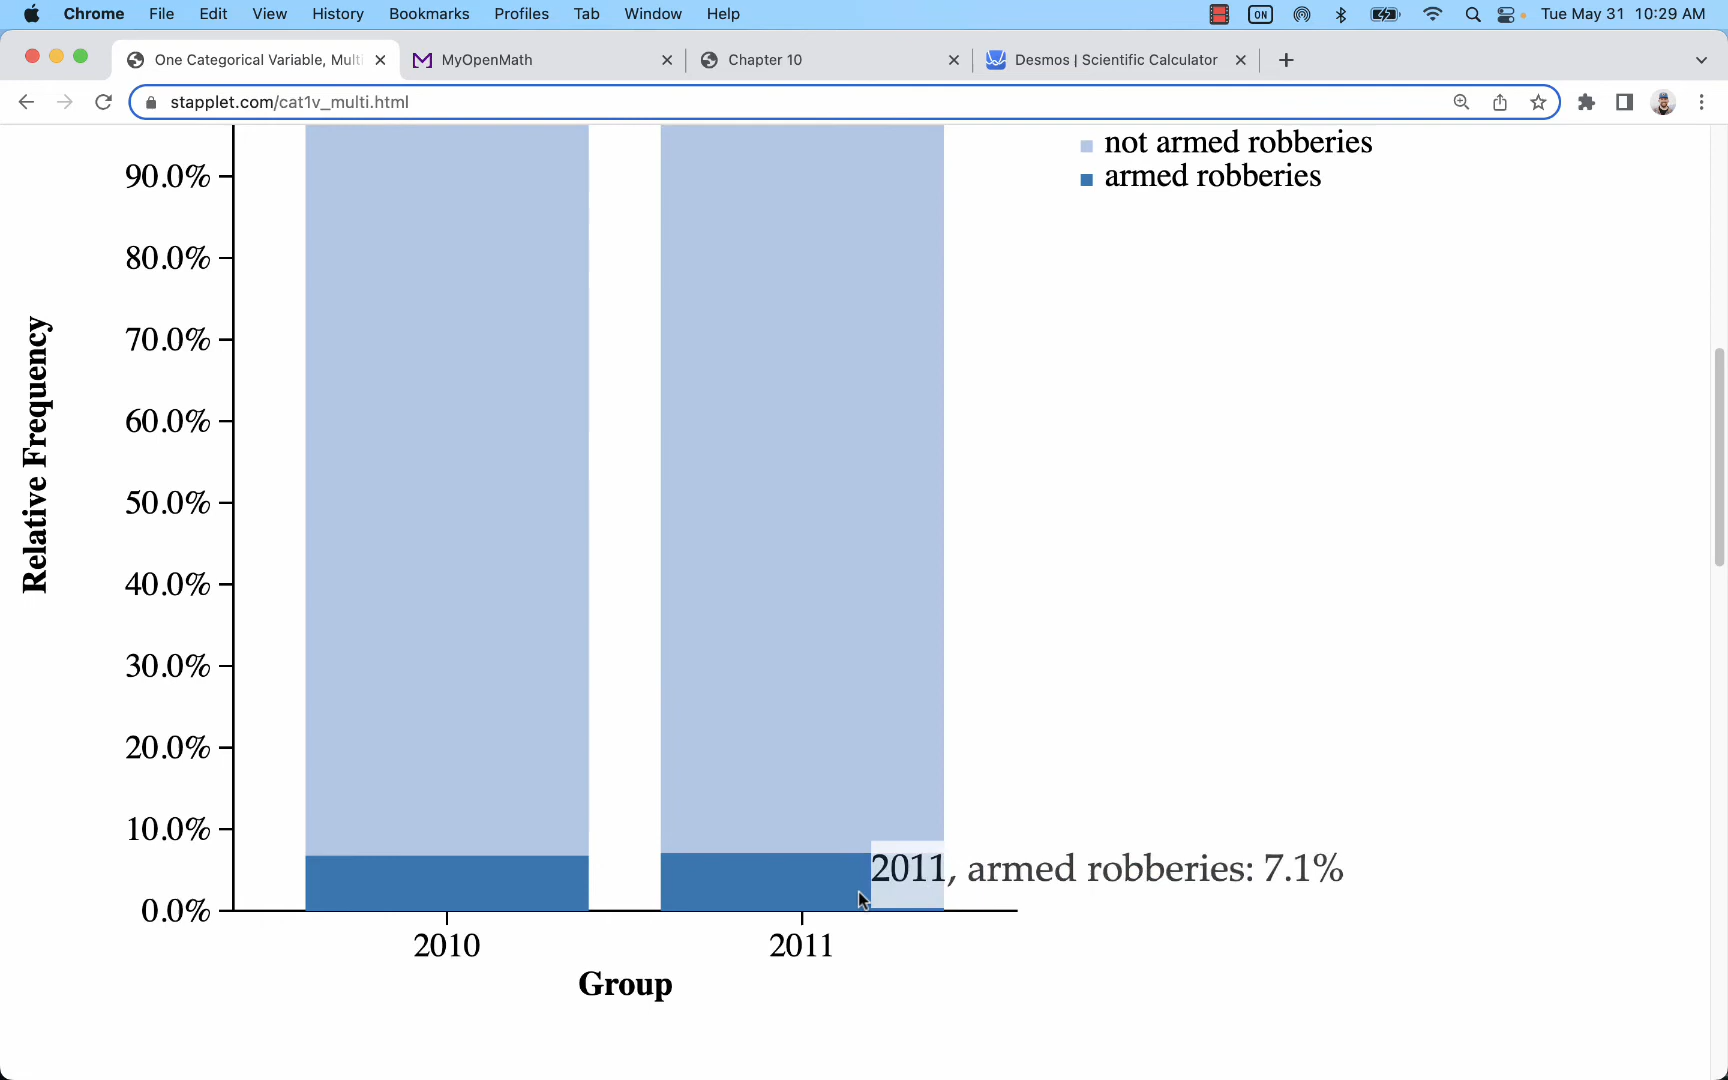 Chrome File Edit View History Bookmarks Profiles Tab Window Help ON Tue May 31 10:29 AM
One Categorical Variable, Mult MyOpenMath Chapter 10 Desmos | Scientific Calculator
stapplet.com/cat1v_multi.html
not armed robberies
armed robberies
90.0%
80.0%
70.0%
60.0%
50.0%
40.0%
30.0%
20.0%
10.0%
0.0%
Relative Frequency
2011, armed robberies: 7.1%
2010 2011
Group